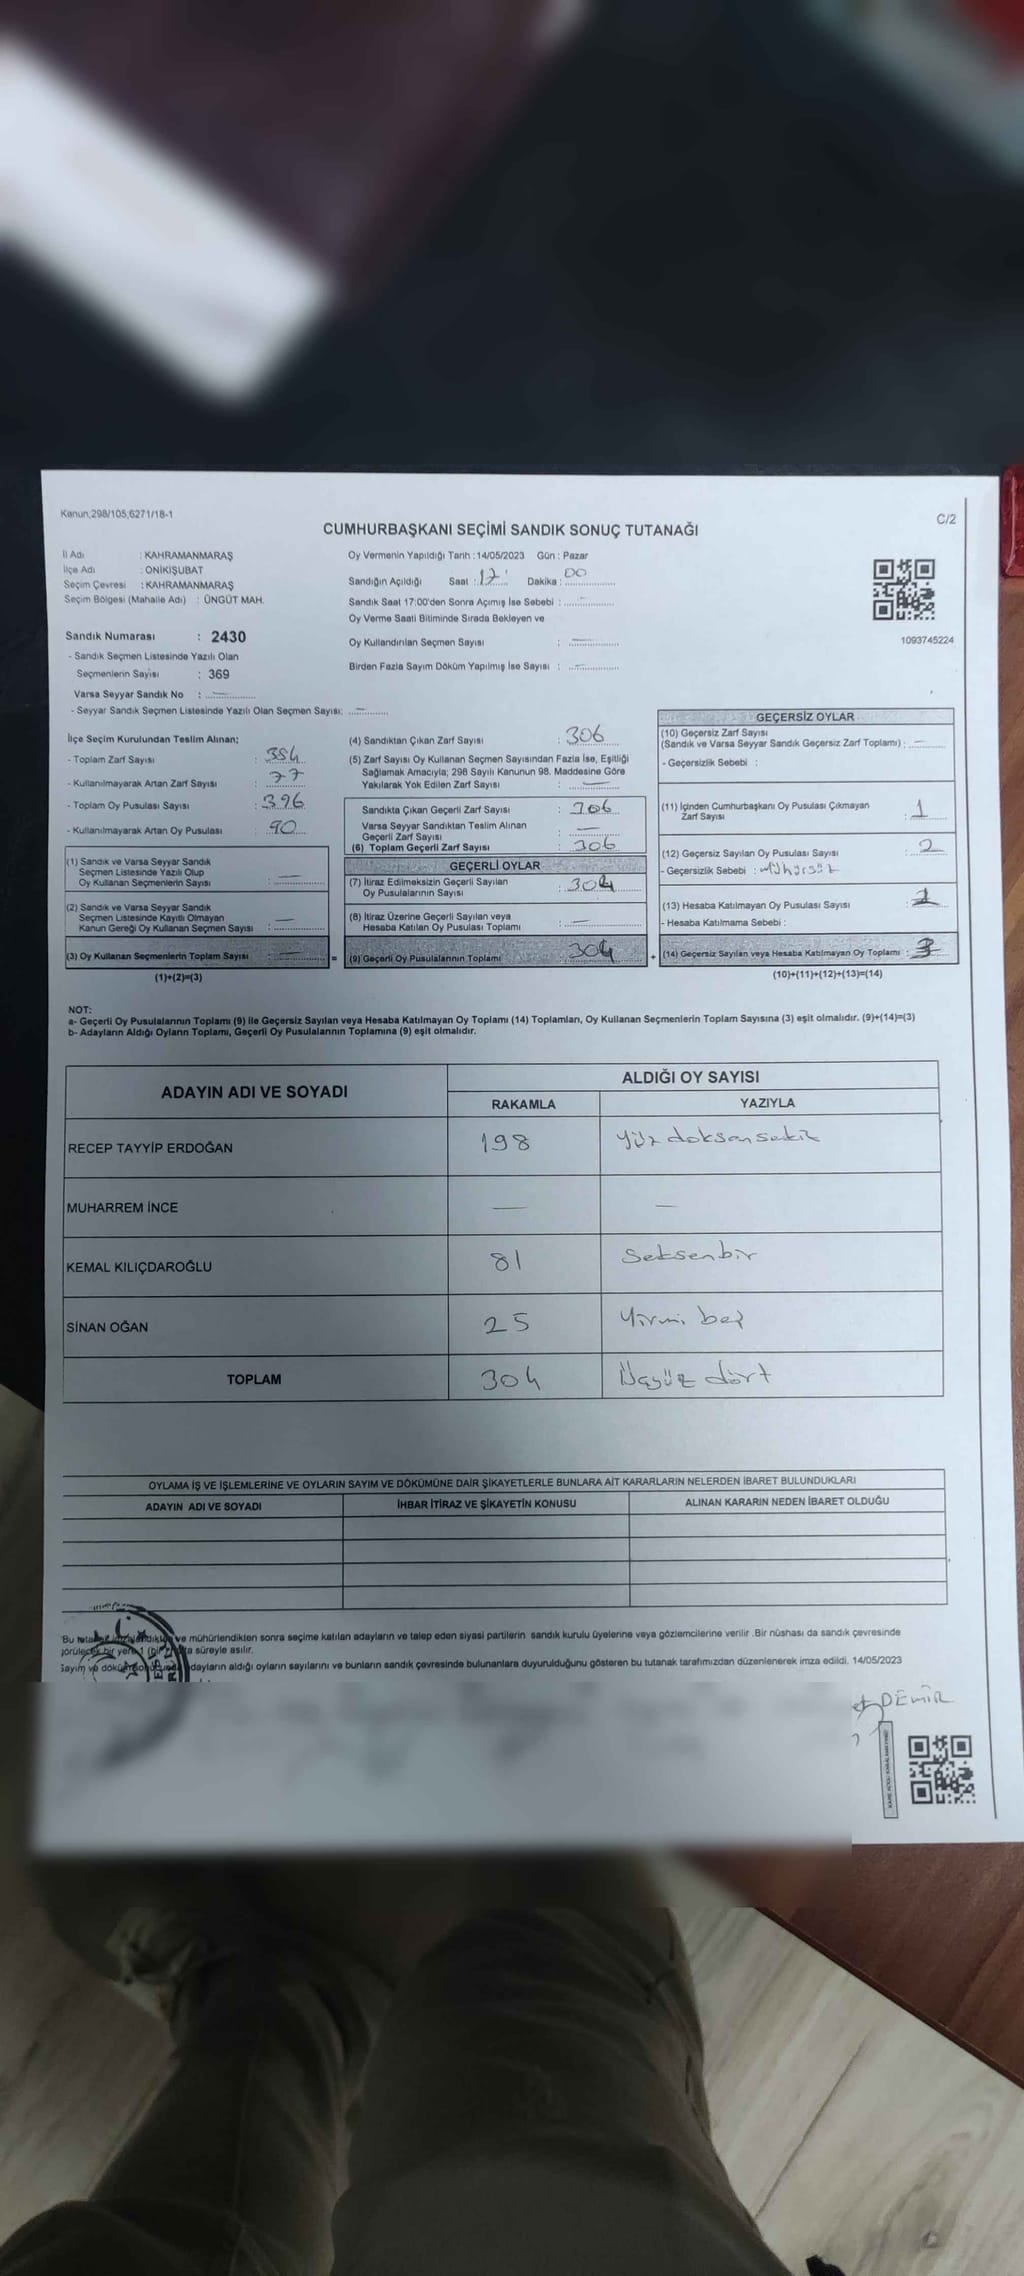 Kanun,298/105,6271/18-1
C/2
CUMHURBAŞKANI SEÇİMİ SANDIK SONUÇ TUTANAĞI
İl Adı : KAHRAMANMARAŞ
İlçe Adı : ONİKİŞUBAT
Seçim Çevresi : KAHRAMANMARAŞ
Seçim Bölgesi (Mahalle Adı) : ÜNGÜT MAH.
Oy Vermenin Yapıldığı Tarih : 14/05/2023 Gün : Pazar
Sandığın Açıldığı Saat : 17 Dakika : 00
Sandık Saat 17:00'den Sonra Açımış İse Sebebi : —
Oy Verme Saati Bitiminde Sırada Bekleyen ve
Oy Kullandırılan Seçmen Sayısı : —
Birden Fazla Sayım Döküm Yapılmış İse Sayısı : —
1093745224
Sandık Numarası : 2430
- Sandık Seçmen Listesinde Yazılı Olan
Seçmenlerin Sayısı : 369
Varsa Seyyar Sandık No : —
- Seyyar Sandık Seçmen Listesinde Yazılı Olan Seçmen Sayısı: —
İlçe Seçim Kurulundan Teslim Alınan;
- Toplam Zarf Sayısı : 384
- Kullanılmayarak Artan Zarf Sayısı : 77
- Toplam Oy Pusulası Sayısı : 396
- Kullanılmayarak Artan Oy Pusulası : 90
(1) Sandık ve Varsa Seyyar Sandık
Seçmen Listesinde Yazılı Olup
Oy Kullanan Seçmenlerin Sayısı : —
(2) Sandık ve Varsa Seyyar Sandık
Seçmen Listesinde Kayıtlı Olmayan
Kanun Gereği Oy Kullanan Seçmen Sayısı : —
(3) Oy Kullanan Seçmenlerin Toplam Sayısı : — =
(1)+(2)=(3)
(4) Sandıktan Çıkan Zarf Sayısı : 306
(5) Zarf Sayısı Oy Kullanan Seçmen Sayısından Fazla İse, Eşitliği
Sağlamak Amacıyla; 298 Sayılı Kanunun 98. Maddesine Göre
Yakılarak Yok Edilen Zarf Sayısı : —
Sandıkta Çıkan Geçerli Zarf Sayısı : 306
Varsa Seyyar Sandıktan Teslim Alınan
Geçerli Zarf Sayısı : —
(6) Toplam Geçerli Zarf Sayısı : 306
GEÇERLİ OYLAR
(7) İtiraz Edilmeksizin Geçerli Sayılan
Oy Pusulalarının Sayısı : 304
(8) İtiraz Üzerine Geçerli Sayılan veya
Hesaba Katılan Oy Pusulası Toplamı : —
(9) Geçerli Oy Pusulalarının Toplamı 304 +
GEÇERSİZ OYLAR
(10) Geçersiz Zarf Sayısı
(Sandık ve Varsa Seyyar Sandık Geçersiz Zarf Toplamı) : —
- Geçersizlik Sebebi :
(11) İçinden Cumhurbaşkanı Oy Pusulası Çıkmayan
Zarf Sayısı : 1
(12) Geçersiz Sayılan Oy Pusulası Sayısı : 2
- Geçersizlik Sebebi : Mühürsüz
(13) Hesaba Katılmayan Oy Pusulası Sayısı :
- Hesaba Katılmama Sebebi :
(14) Geçersiz Sayılan veya Hesaba Katılmayan Oy Toplamı : 3
(10)+(11)+(12)+(13)=(14)
NOT:
a- Geçerli Oy Pusulalarının Toplamı (9) ile Geçersiz Sayılan veya Hesaba Katılmayan Oy Toplamı (14) Toplamları, Oy Kullanan Seçmenlerin Toplam Sayısına (3) eşit olmalıdır. (9)+(14)=(3)
b- Adayların Aldığı Oyların Toplamı, Geçerli Oy Pusulalarının Toplamına (9) eşit olmalıdır.
ADAYIN ADI VE SOYADI
ALDIĞI OY SAYISI
RAKAMLA YAZIYLA
RECEP TAYYİP ERDOĞAN 198 Yüz doksan sekiz
MUHARREM İNCE — —
KEMAL KILIÇDAROĞLU 81 Seksenbir
SİNAN OĞAN 25 Yirmi beş
TOPLAM 304 Üçyüz dört
OYLAMA İŞ VE İŞLEMLERİNE VE OYLARIN SAYIM VE DÖKÜMÜNE DAİR ŞİKAYETLERLE BUNLARA AİT KARARLARIN NELERDEN İBARET BULUNDUKLARI
ADAYIN ADI VE SOYADI İHBAR İTİRAZ VE ŞİKAYETİN KONUSU ALINAN KARARIN NEDEN İBARET OLDUĞU
Bu ve mühürlendikten sonra seçime katılan adayların ve talep eden siyasi partilerin sandık kurulu üyelerine veya gözlemcilerine verilir .Bir nüshası da sandık çevresinde
bir yere 1 süreyle asılır.
Sayım ve adayların aldığı oyların sayılarını ve bunların sandık çevresinde bulunanlara duyurulduğunu gösteren bu tutanak tarafımızdan düzenlenerek imza edildi. 14/05/2023
DEMİR